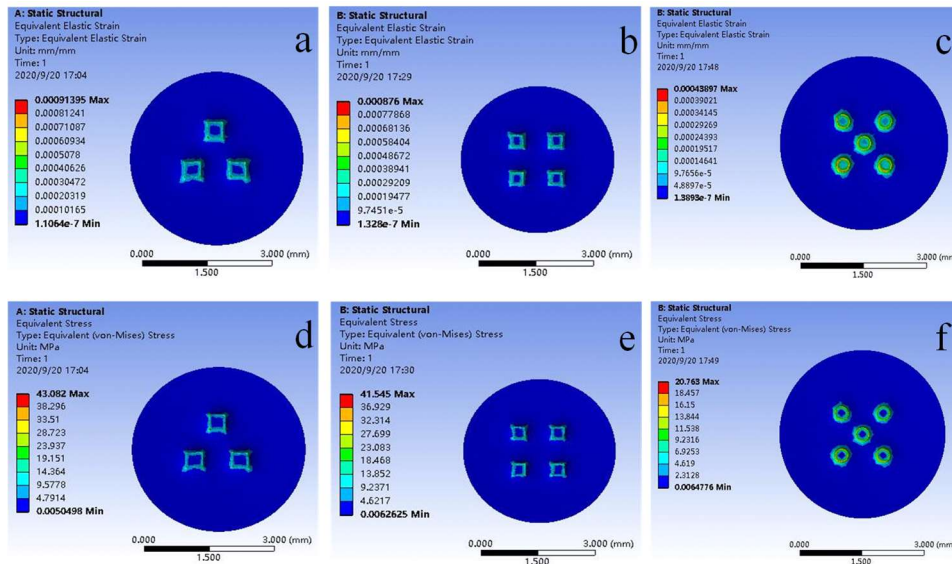 A: Static Structural
Equivalent Elastic Strain
Type: Equivalent Elastic Strain
Unit: mm/mm
Time: 1
2020/9/20 17:04
a
0.00091395 Max
0.00081241
0.00071087
0.00060934
0.0005078
0.00040626
0.00030472
0.00020319
0.00010165
1.1064e-7 Min
0.000
3.000 (mm)
1.500
B: Static Structural
Equivalent Elastic Strain
Type: Equivalent Elastic Strain
Unit: mm/mm
Time: 1
2020/9/20 17:29
b
0.000876 Max
0.00077868
0.00068136
0.00058404
0.00048672
0.00038941
0.00029209
0.00019477
9.7451e-5
1.328e-7 Min
0.000
3.000 (mm)
1.500
B: Static Structural
Equivalent Elastic Strain
Type: Equivalent Elastic Strain
Unit: mm/mm
Time: 1
2020/9/20 17:48
c
0.00043897 Max
0.00039021
0.00034145
0.00029269
0.00024393
0.00019517
0.00014641
9.7656e-5
4.8897e-5
1.3893e-7 Min
0.000
3.000 (mm)
1.500
A: Static Structural
Equivalent Stress
Type: Equivalent (von-Mises) Stress
Unit: MPa
Time: 1
2020/9/20 17:04
d
43.082 Max
38.296
33.51
28.723
23.937
19.151
14.364
9.5778
4.7914
0.0050498 Min
0.000
3.000 (mm)
1.500
B: Static Structural
Equivalent Stress
Type: Equivalent (von-Mises) Stress
Unit: MPa
Time: 1
2020/9/20 17:30
e
41.545 Max
36.929
32.314
27.699
23.083
18.468
13.852
9.2371
4.6217
0.0062625 Min
0.000
3.000 (mm)
1.500
B: Static Structural
Equivalent Stress
Type: Equivalent (von-Mises) Stress
Unit: MPa
Time: 1
2020/9/20 17:49
f
20.763 Max
18.457
16.15
13.844
11.538
9.2316
6.9253
4.619
2.3128
0.0064776 Min
0.000
3.000 (mm)
1.500